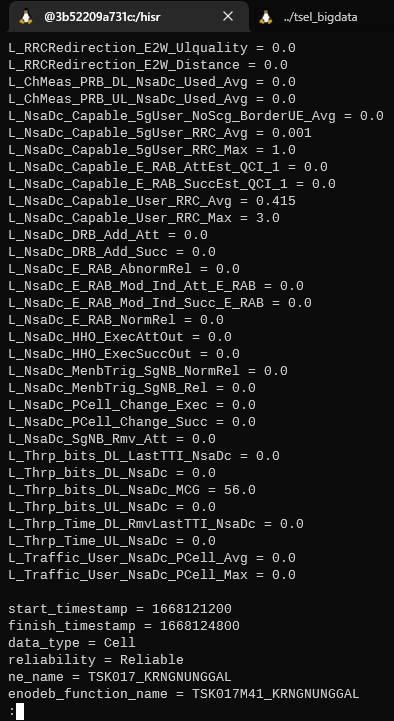 @3b52209a731c:/hisr
../tsel_bigdata
L_RRCRedirection_E2W_Ulquality = 0.0
L_RRCRedirection_E2W_Distance = 0.0
L_ChMeas_PRB_DL_NsaDc_Used_Avg = 0.0
L_ChMeas_PRB_UL_NsaDc_Used_Avg = 0.0
L_NsaDc_Capable_5gUser_NoScg_BorderUE_Avg = 0.0
L_NsaDc_Capable_5gUser_RRC_Avg = 0.001
L_NsaDc_Capable_5gUser_RRC_Max = 1.0
L_NsaDc_Capable_E_RAB_AttEst_QCI_1 = 0.0
L_NsaDc_Capable_E_RAB_SuccEst_QCI_1 = 0.0
L_NsaDc_Capable_User_RRC_Avg = 0.415
L_NsaDc_Capable_User_RRC_Max = 3.0
L_NsaDc_DRB_Add_Att = 0.0
L_NsaDc_DRB_Add_Succ = 0.0
L_NsaDc_E_RAB_AbnormRel = 0.0
L_NsaDc_E_RAB_Mod_Ind_Att_E_RAB = 0.0
L_NsaDc_E_RAB_Mod_Ind_Succ_E_RAB = 0.0
L_NsaDc_E_RAB_NormRel = 0.0
L_NsaDc_HHO_ExecAttOut = 0.0
L_NsaDc_HHO_ExecSuccOut = 0.0
L_NsaDc_MenbTrig_SgNB_NormRel = 0.0
L_NsaDc_MenbTrig_SgNB_Rel = 0.0
L_NsaDc_PCell_Change_Exec = 0.0
L_NsaDc_PCell_Change_Succ = 0.0
L_NsaDc_SgNB_Rmv_Att = 0.0
L_Thrp_bits_DL_LastTTI_NsaDc = 0.0
L_Thrp_bits_DL_NsaDc = 0.0
L_Thrp_bits_DL_NsaDc_MCG = 56.0
L_Thrp_bits_UL_NsaDc = 0.0
L_Thrp_Time_DL_RmvLastTTI_NsaDc = 0.0
L_Thrp_Time_UL_NsaDc = 0.0
L_Traffic_User_NsaDc_PCell_Avg = 0.0
L_Traffic_User_NsaDc_PCell_Max = 0.0
start_timestamp = 1668121200
finish_timestamp = 1668124800
data_type = Cell
reliability = Reliable
ne_name = TSK017_KRNGNUNGGAL
enodeb_function_name = TSK017M41_KRNGNUNGGAL
: